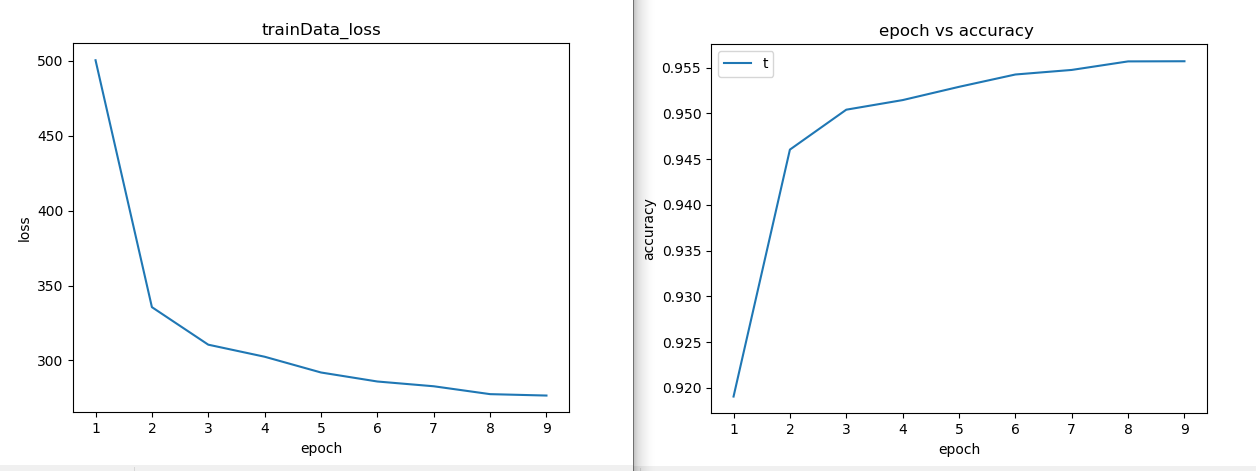 trainData_loss
500
450
400
350
300
loss
1 2 3 4 5 6 7 8 9
epoch
epoch vs accuracy
t
0.955
0.950
0.945
0.940
0.935
0.930
0.925
0.920
accuracy
1 2 3 4 5 6 7 8 9
epoch